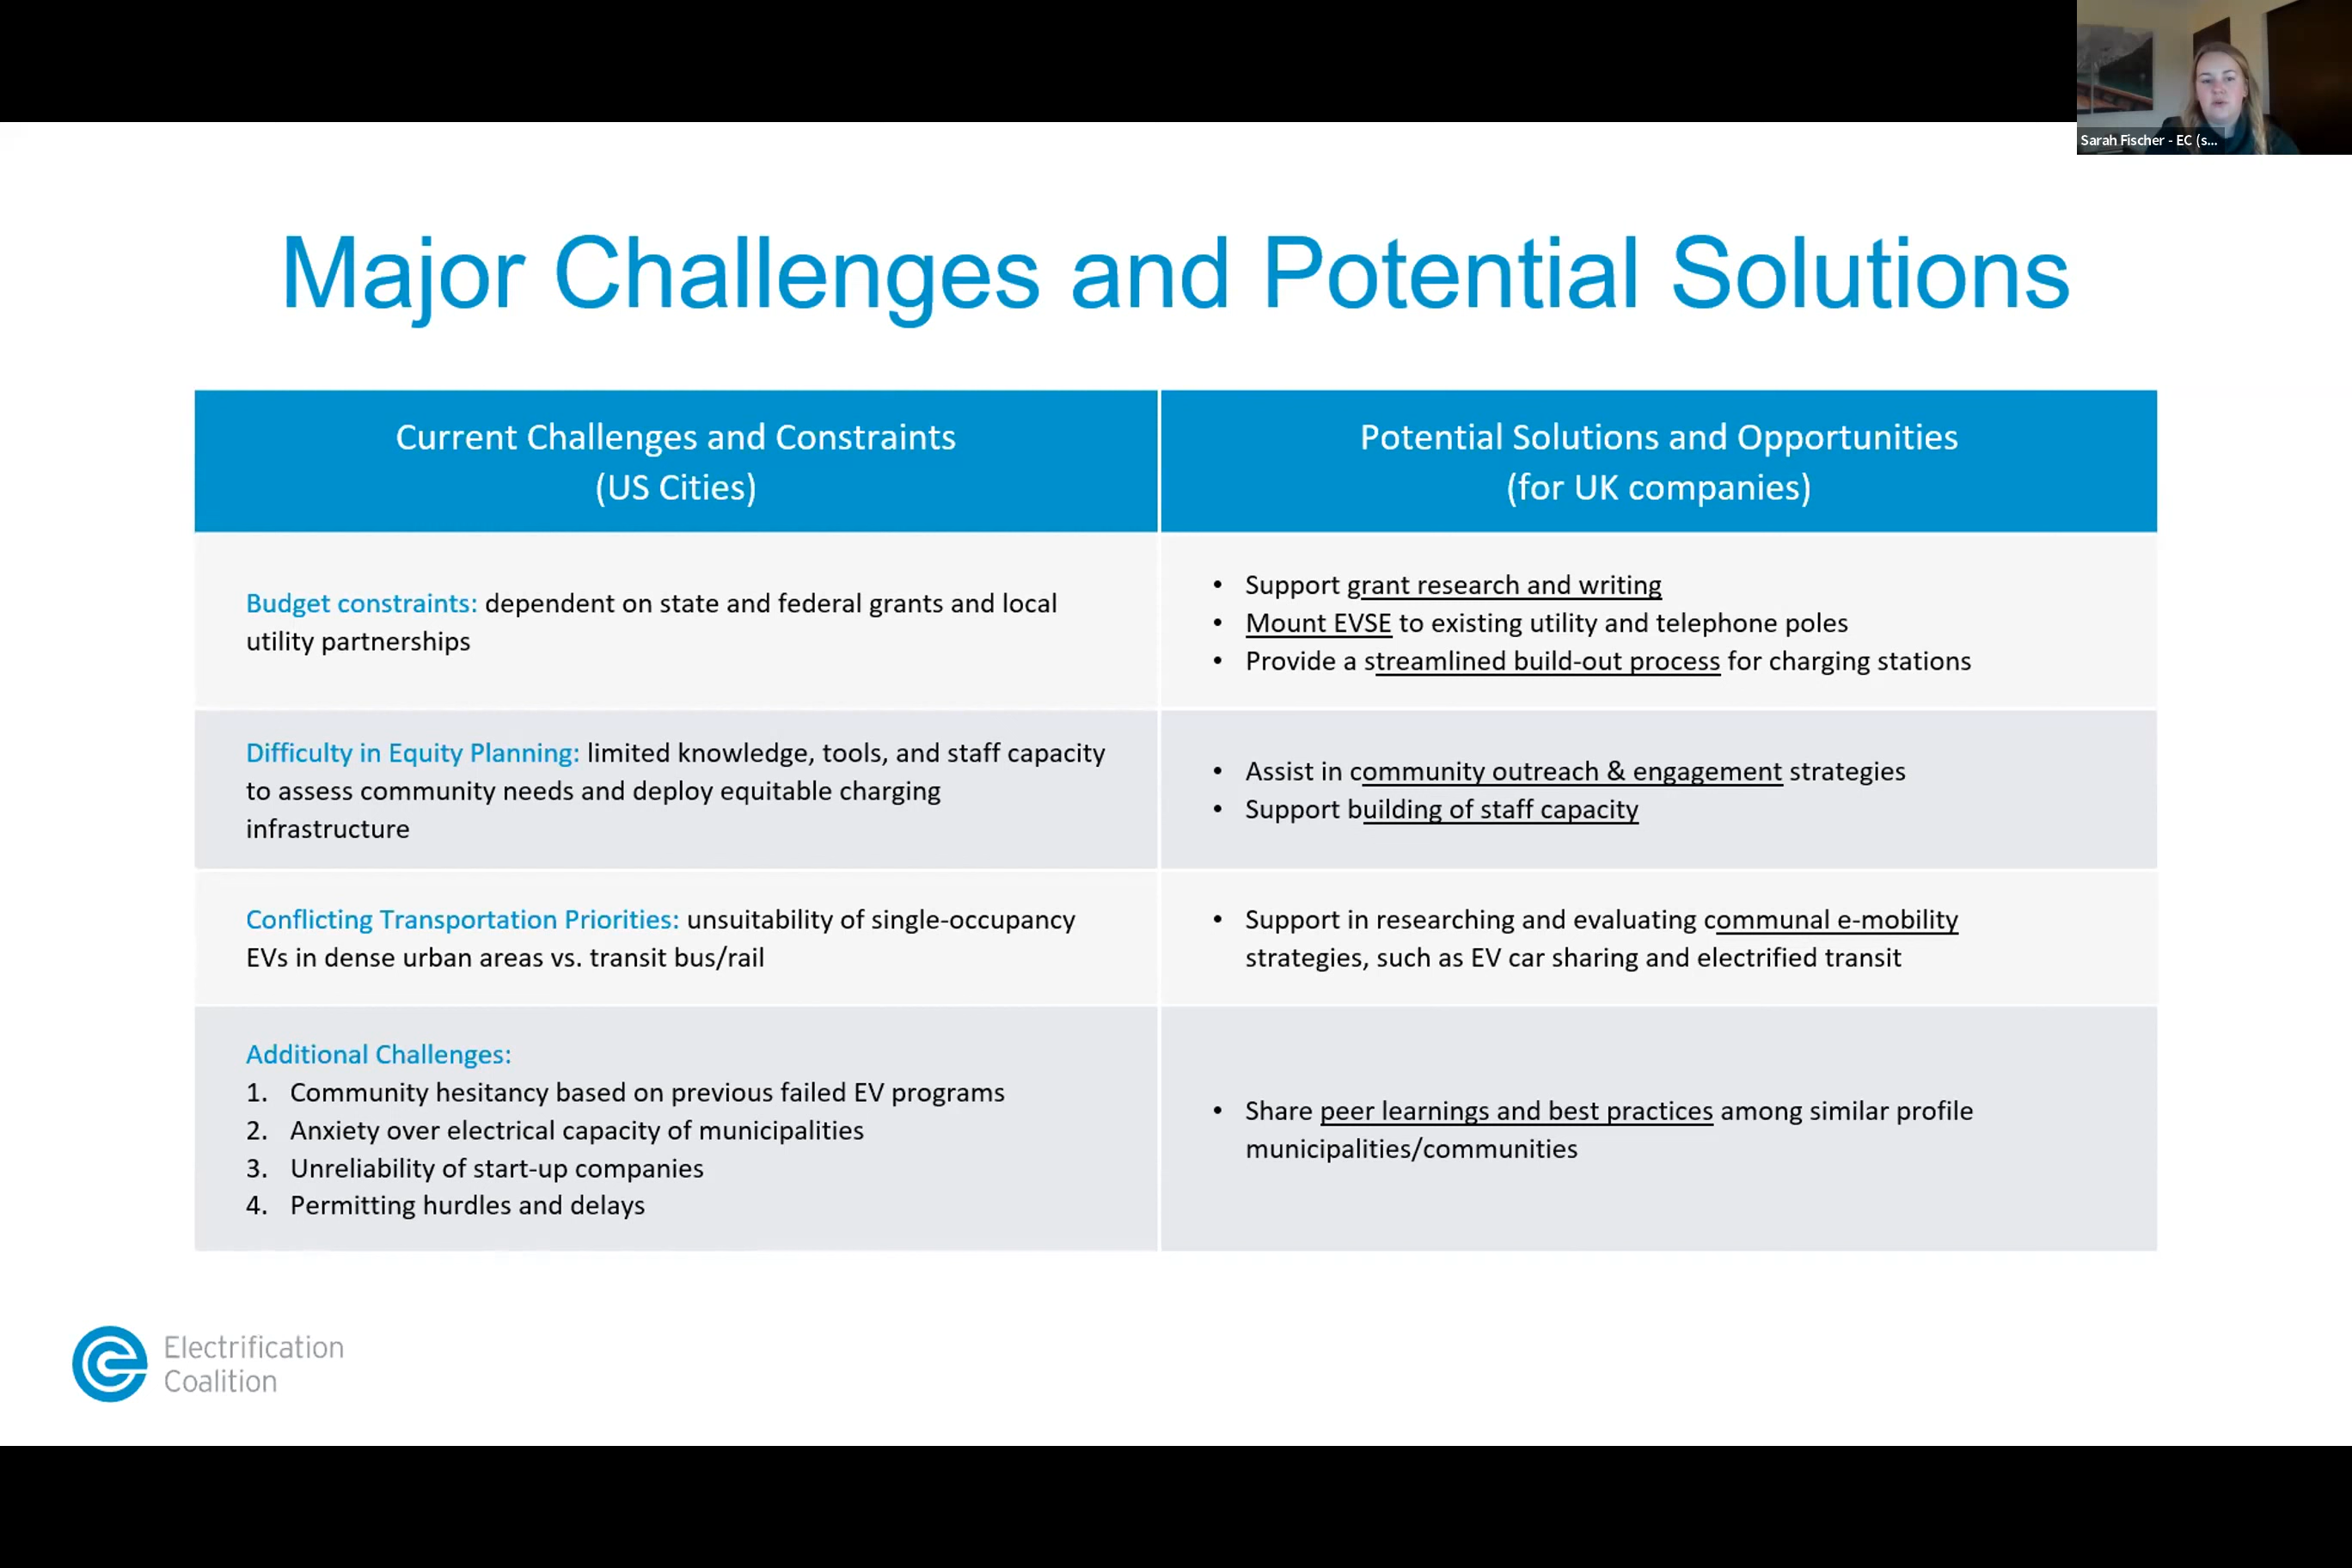 Sarah Fischer - EC (s...
Major Challenges and Potential Solutions
Current Challenges and Constraints
(US Cities)
Potential Solutions and Opportunities
(for UK companies)
Budget constraints: dependent on state and federal grants and local
utility partnerships
• Support grant research and writing
• Mount EVSE to existing utility and telephone poles
• Provide a streamlined build-out process for charging stations
Difficulty in Equity Planning: limited knowledge, tools, and staff capacity
to assess community needs and deploy equitable charging
infrastructure
• Assist in community outreach & engagement strategies
• Support building of staff capacity
Conflicting Transportation Priorities: unsuitability of single-occupancy
EVs in dense urban areas vs. transit bus/rail
• Support in researching and evaluating communal e-mobility
strategies, such as EV car sharing and electrified transit
Additional Challenges:
1. Community hesitancy based on previous failed EV programs
2. Anxiety over electrical capacity of municipalities
3. Unreliability of start-up companies
4. Permitting hurdles and delays
• Share peer learnings and best practices among similar profile
municipalities/communities
Electrification
Coalition